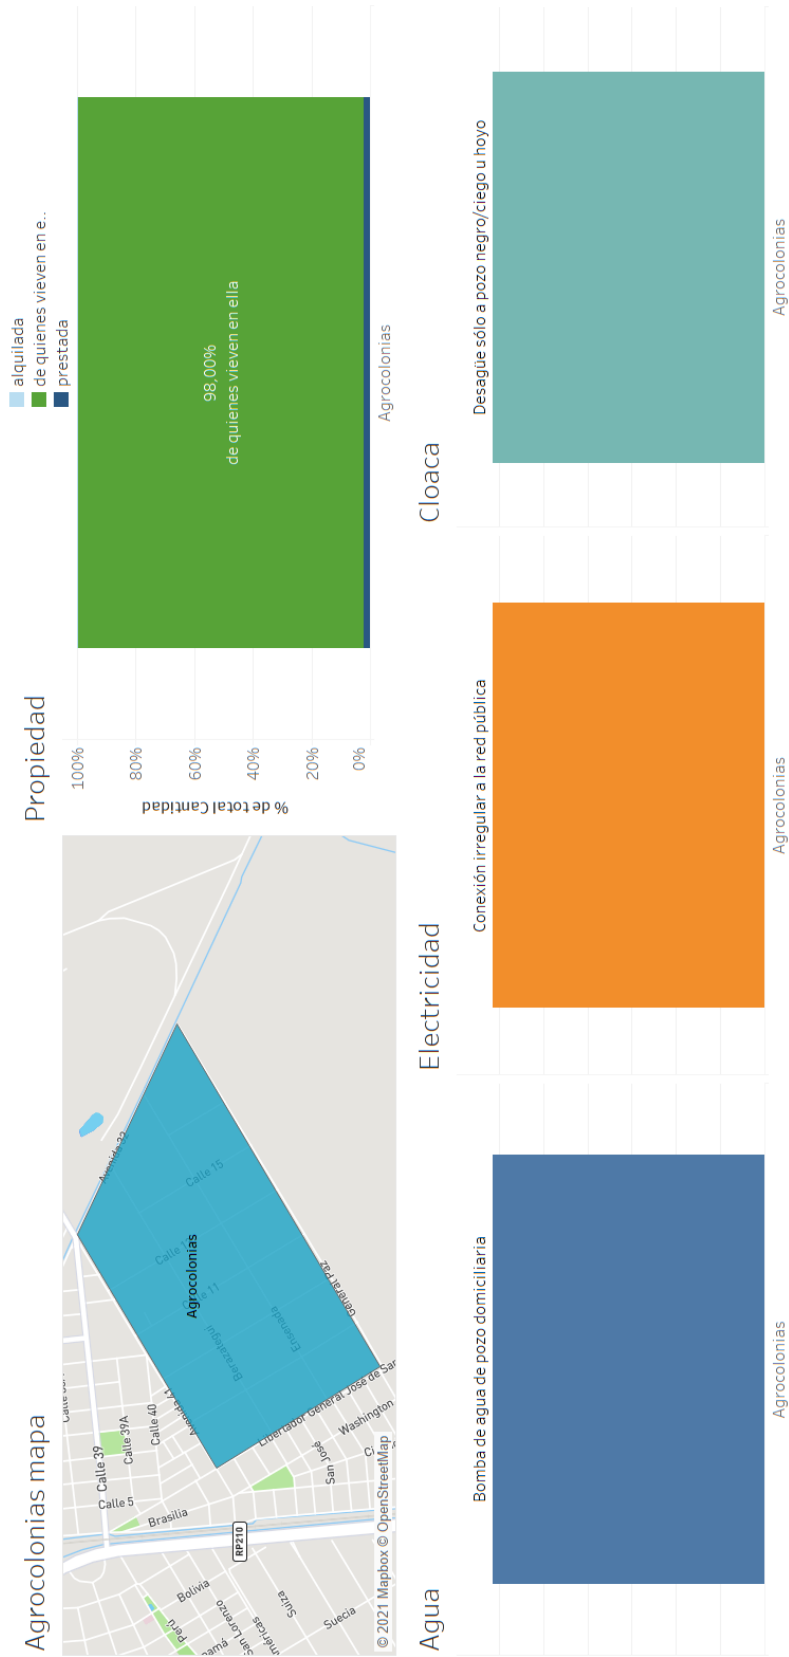 Agrocolonias mapa
Calle 39
Calle 39A
Calle 40
Calle 5
Brasilia
RP210
Bolivia
Perú
San Lorenzo
Suiza
Suecia
Avenida 32
Calle 15
Calle 11
Agrocolonias
Berazategui
Ensenada
General Paz
Libertador General José de San
Washington
San José
© 2021 Mapbox © OpenStreetMap
Propiedad
alquilada
de quienes vieven en e..
prestada
% de total Cantidad
100%
80%
60%
40%
20%
0%
98,00%
de quienes vieven en ella
Agrocolonias
Agua
Bomba de agua de pozo domiciliaria
Agrocolonias
Electricidad
Conexión irregular a la red pública
Agrocolonias
Cloaca
Desagüe sólo a pozo negro/ciego u hoyo
Agrocolonias